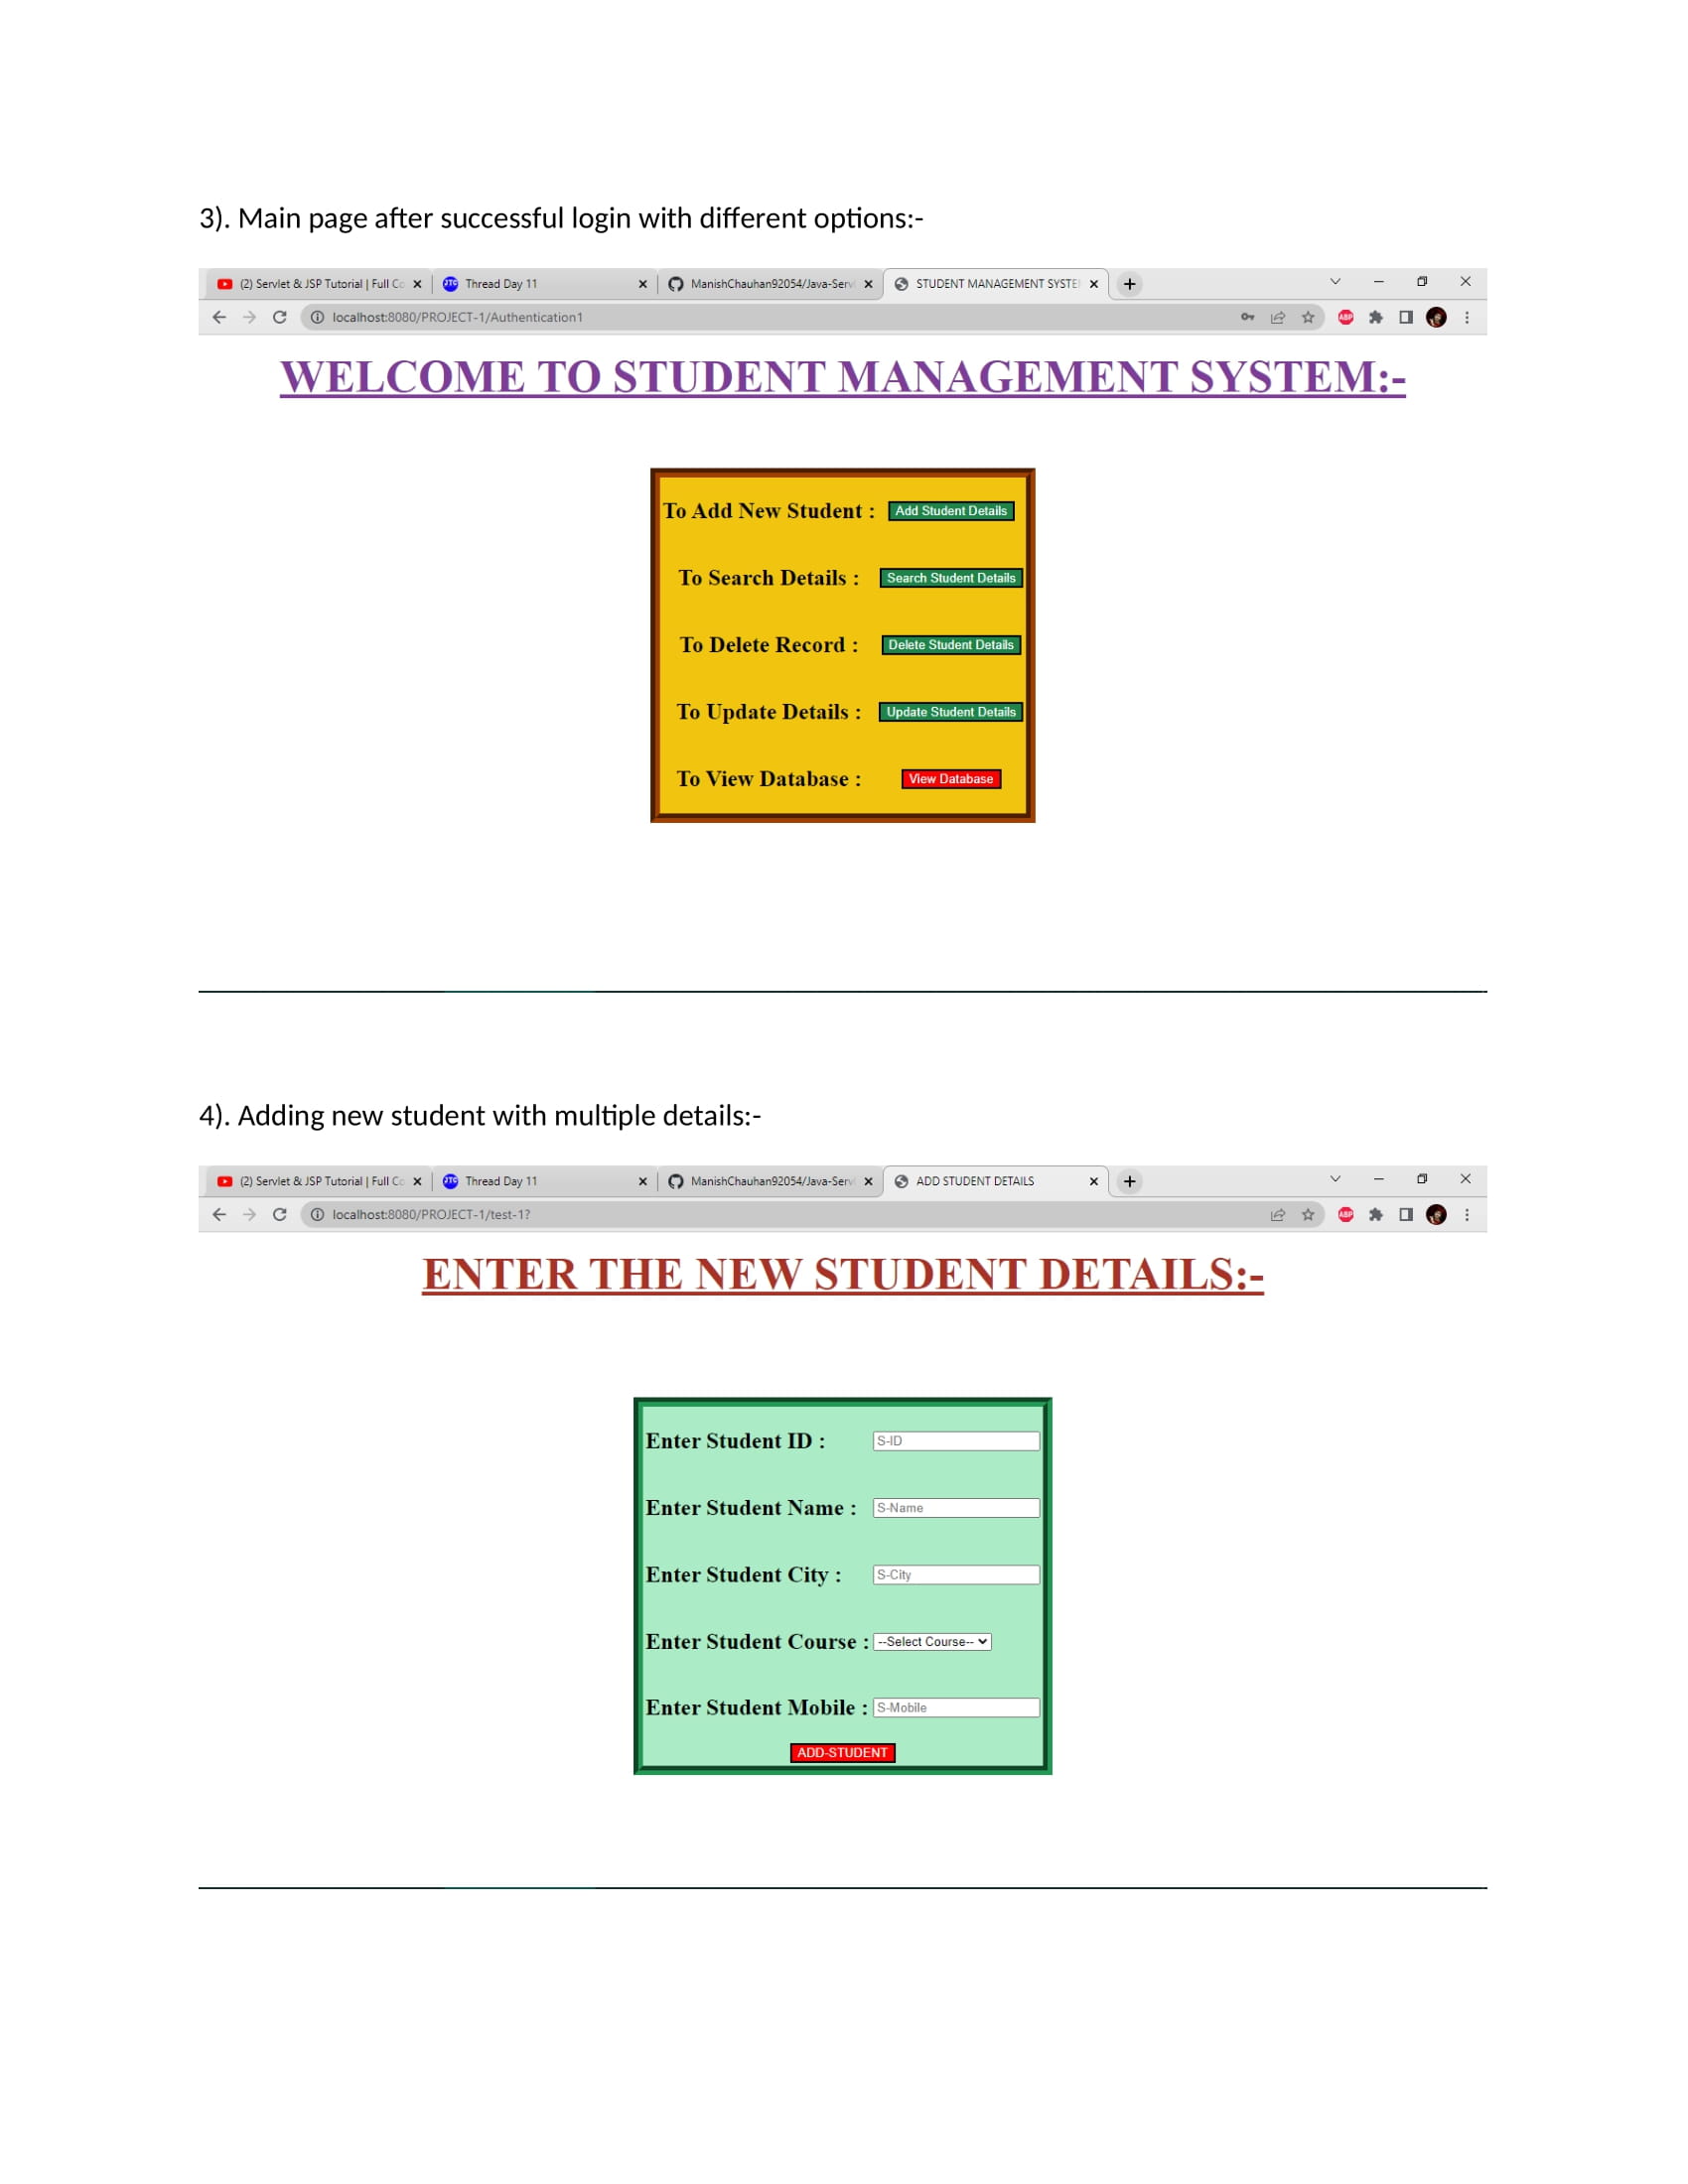 3). Main page after successful login with different options:-
(2) Servlet & JSP Tutorial | Full Co
Thread Day 11
ManishChauhan92054/Java-Serv
STUDENT MANAGEMENT SYSTE
localhost:8080/PROJECT-1/Authentication1
ABP
WELCOME TO STUDENT MANAGEMENT SYSTEM:-
To Add New Student : Add Student Details
To Search Details : Search Student Details
To Delete Record : Delete Student Details
To Update Details : Update Student Details
To View Database : View Database
4). Adding new student with multiple details:-
(2) Servlet & JSP Tutorial | Full Co
Thread Day 11
ManishChauhan92054/Java-Serv
ADD STUDENT DETAILS
localhost:8080/PROJECT-1/test-1?
ABP
ENTER THE NEW STUDENT DETAILS:-
Enter Student ID : S-ID
Enter Student Name : S-Name
Enter Student City : S-City
Enter Student Course : --Select Course--
Enter Student Mobile : S-Mobile
ADD-STUDENT